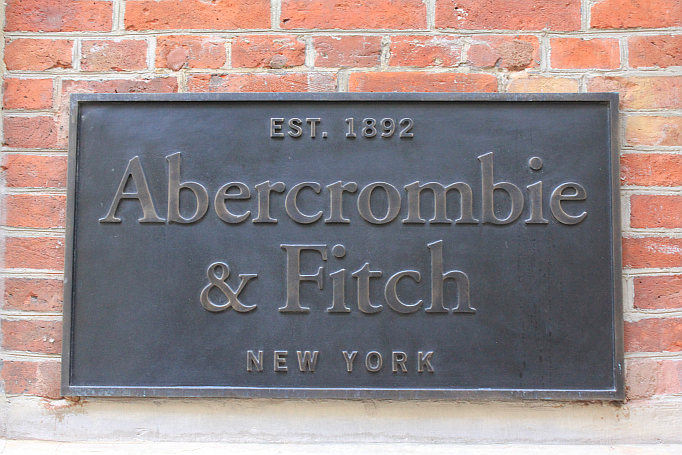 EST. 1892
Abercrombie
& Fitch
NEW YORK